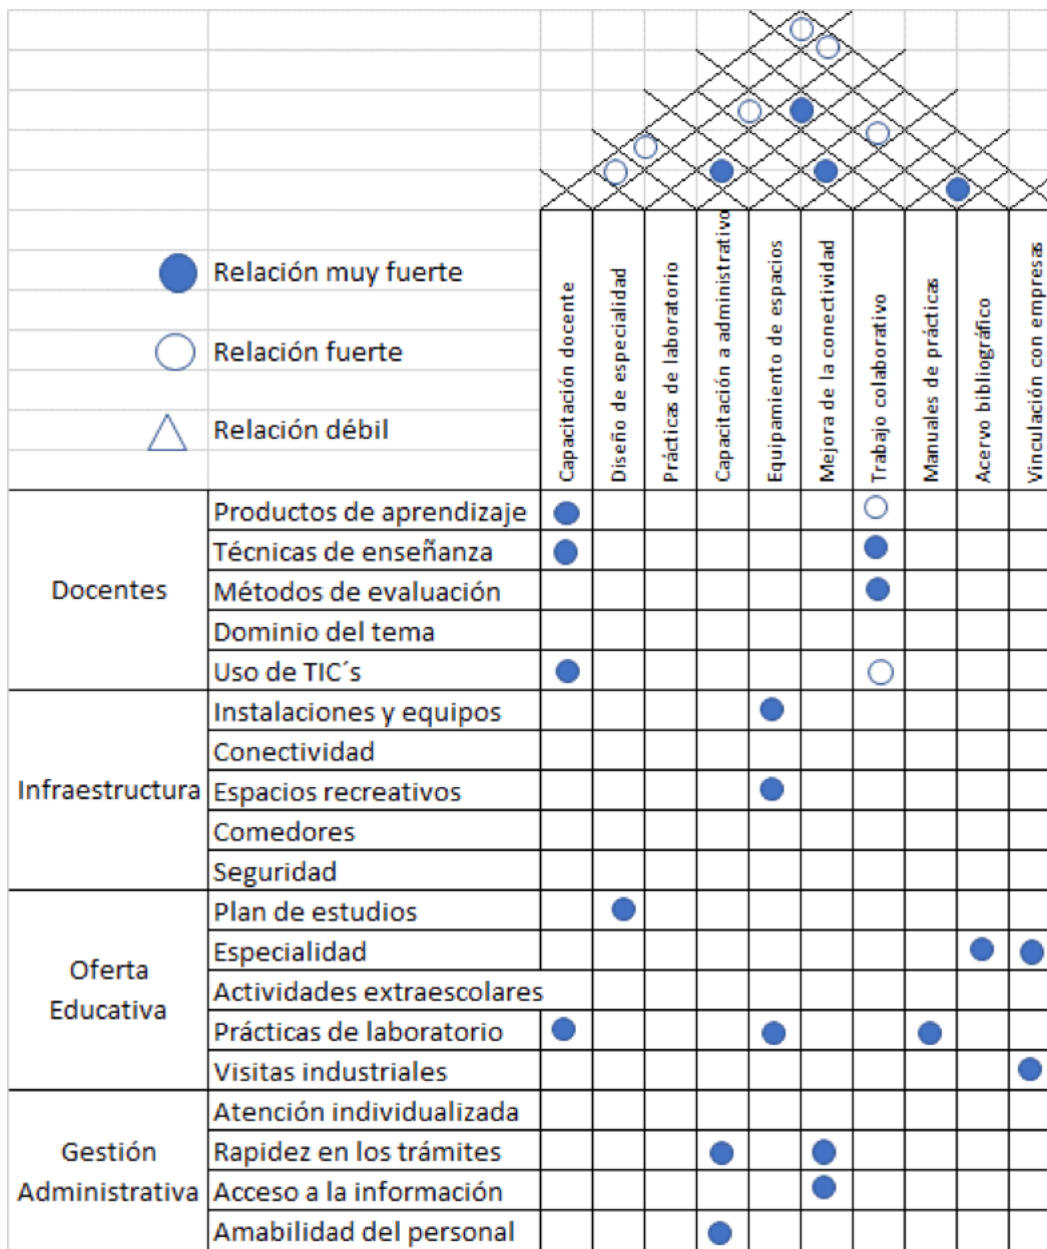 Relación muy fuerte
Relación fuerte
Relación débil
Capacitación docente
Diseño de especialidad
Prácticas de laboratorio
Capacitación a administrativo
Equipamiento de espacios
Mejora de la conectividad
Trabajo colaborativo
Manuales de prácticas
Acervo bibliográfico
Vinculación con empresas
Docentes
Productos de aprendizaje
Técnicas de enseñanza
Métodos de evaluación
Dominio del tema
Uso de TIC´s
Infraestructura
Instalaciones y equipos
Conectividad
Espacios recreativos
Comedores
Seguridad
Oferta
Educativa
Plan de estudios
Especialidad
Actividades extraescolares
Prácticas de laboratorio
Visitas industriales
Gestión
Administrativa
Atención individualizada
Rapidez en los trámites
Acceso a la información
Amabilidad del personal